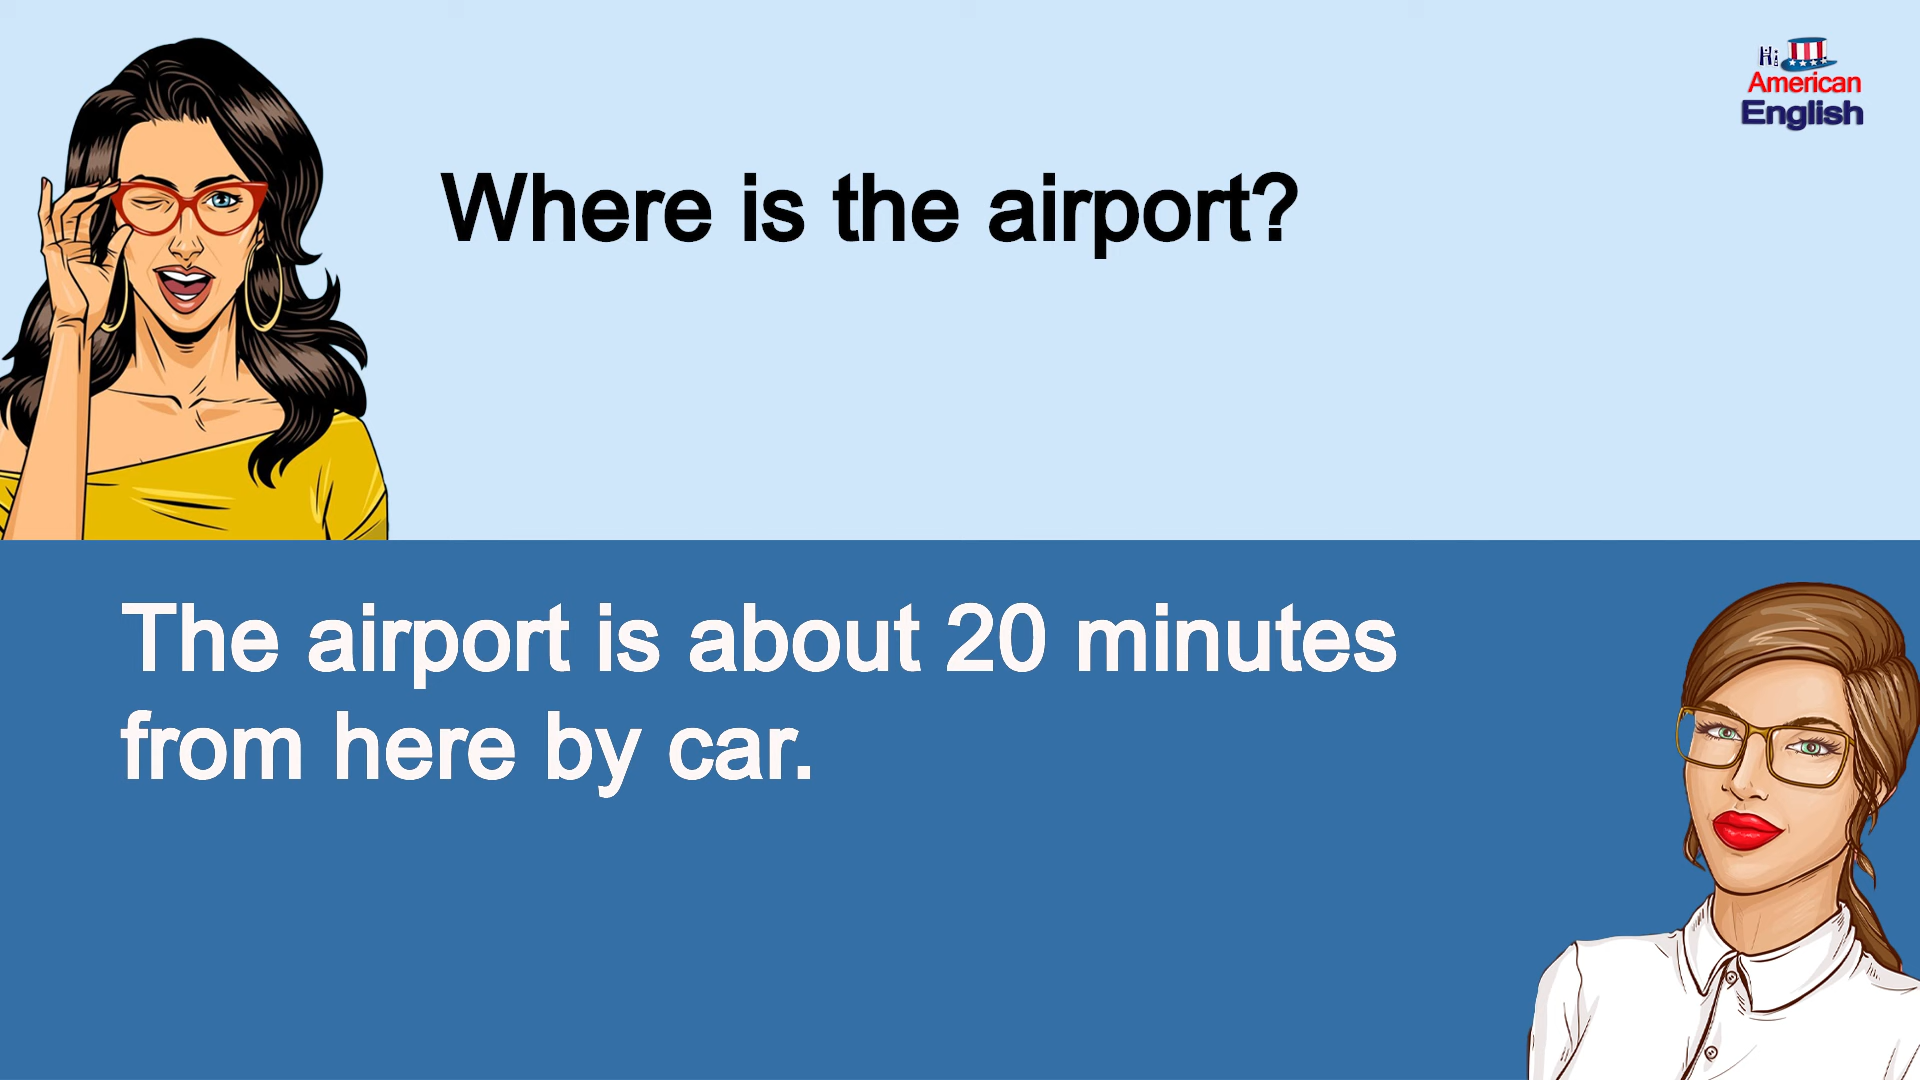 Hi
American
English
Where is the airport?
The airport is about 20 minutes
from here by car.